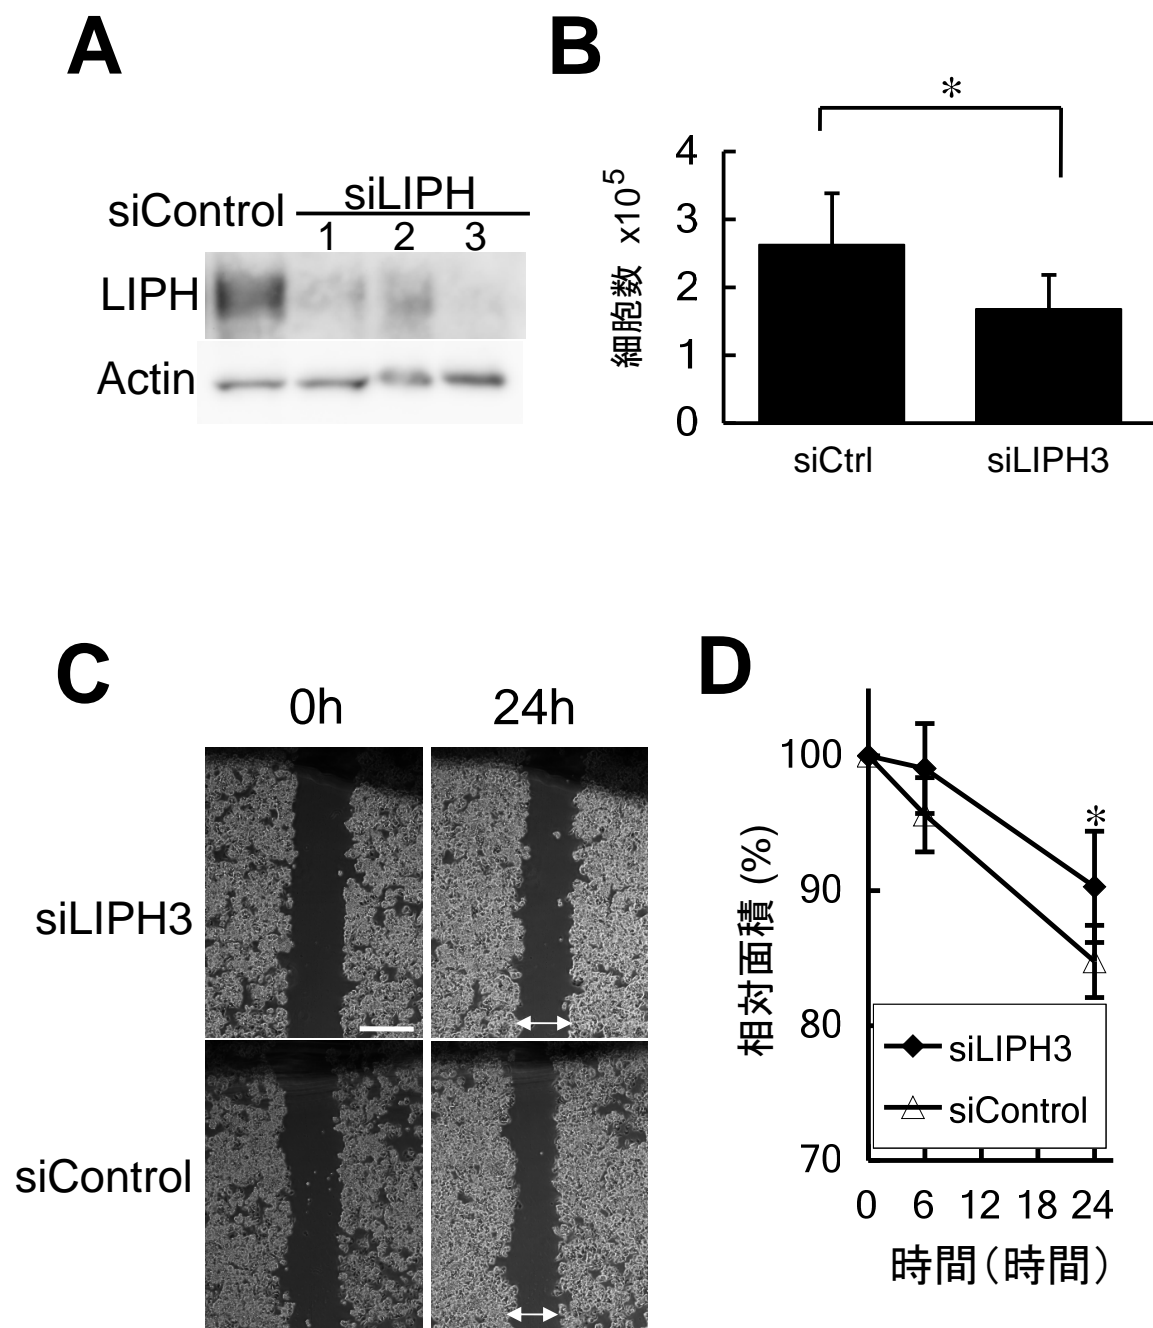 A
siControl
siLIPH
1 2 3
LIPH
Actin
B
*
細胞数 x10⁵
4
3
2
1
0
siCtrl siLIPH3
C
0h 24h
siLIPH3
siControl
D
相対面積 (%)
100
90
80
70
*
siLIPH3
siControl
0 6 12 18 24
時間（時間）